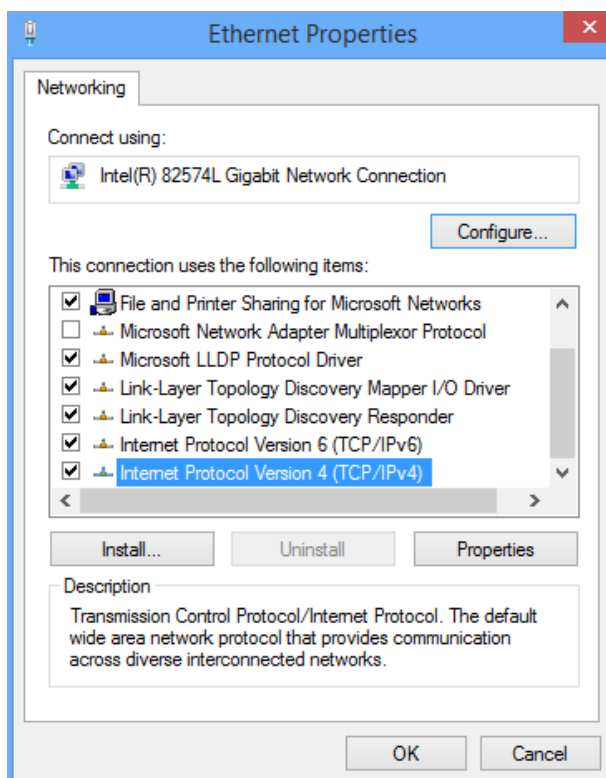 Ethernet Properties
Networking
Connect using:
Intel(R) 82574L Gigabit Network Connection
Configure...
This connection uses the following items:
File and Printer Sharing for Microsoft Networks
Microsoft Network Adapter Multiplexor Protocol
Microsoft LLDP Protocol Driver
Link-Layer Topology Discovery Mapper I/O Driver
Link-Layer Topology Discovery Responder
Internet Protocol Version 6 (TCP/IPv6)
Internet Protocol Version 4 (TCP/IPv4)
Install...
Uninstall
Properties
Description
Transmission Control Protocol/Internet Protocol. The default
wide area network protocol that provides communication
across diverse interconnected networks.
OK
Cancel